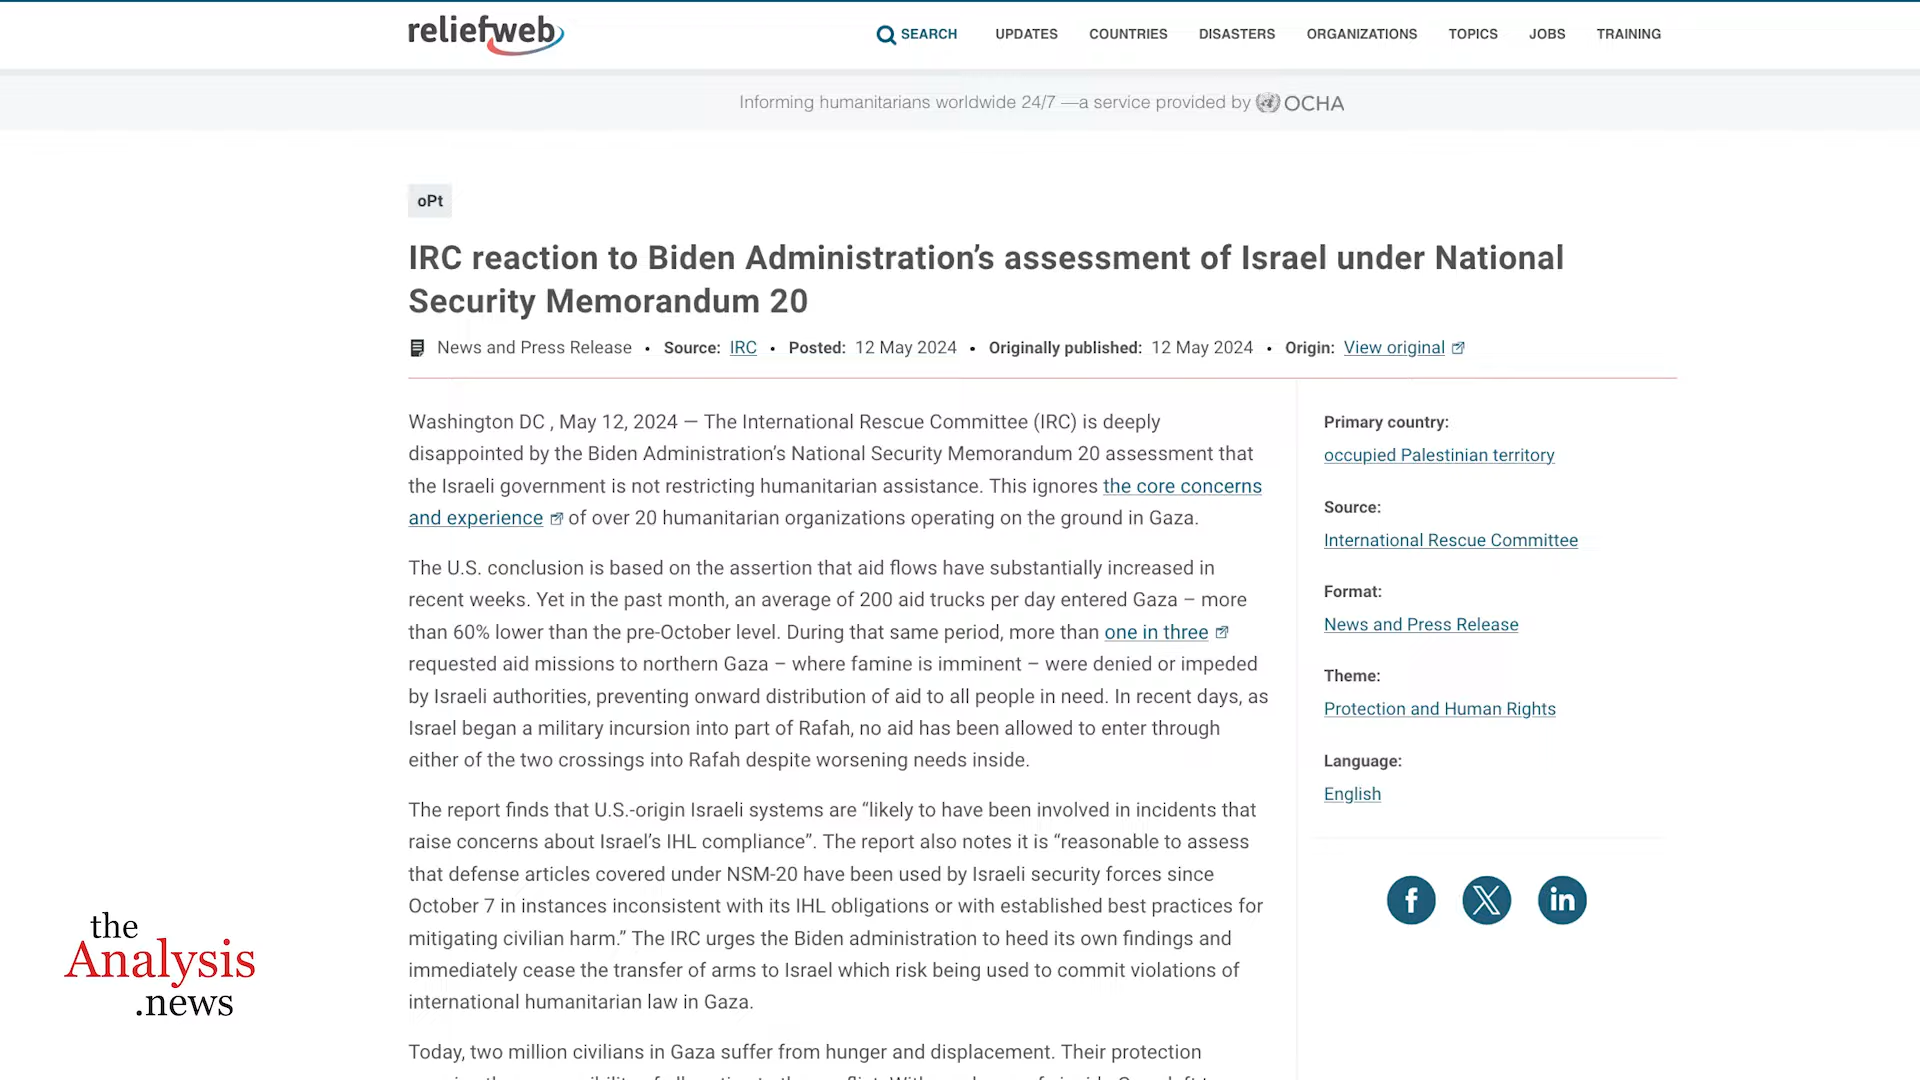 reliefweb
SEARCH UPDATES COUNTRIES DISASTERS ORGANIZATIONS TOPICS JOBS TRAINING
Informing humanitarians worldwide 24/7 —a service provided by OCHA
oPt
IRC reaction to Biden Administration’s assessment of Israel under National
Security Memorandum 20
News and Press Release • Source: IRC • Posted: 12 May 2024 • Originally published: 12 May 2024 • Origin: View original
Washington DC , May 12, 2024 — The International Rescue Committee (IRC) is deeply
disappointed by the Biden Administration’s National Security Memorandum 20 assessment that
the Israeli government is not restricting humanitarian assistance. This ignores the core concerns
and experience of over 20 humanitarian organizations operating on the ground in Gaza.
The U.S. conclusion is based on the assertion that aid flows have substantially increased in
recent weeks. Yet in the past month, an average of 200 aid trucks per day entered Gaza – more
than 60% lower than the pre-October level. During that same period, more than one in three
requested aid missions to northern Gaza – where famine is imminent – were denied or impeded
by Israeli authorities, preventing onward distribution of aid to all people in need. In recent days, as
Israel began a military incursion into part of Rafah, no aid has been allowed to enter through
either of the two crossings into Rafah despite worsening needs inside.
The report finds that U.S.-origin Israeli systems are “likely to have been involved in incidents that
raise concerns about Israel’s IHL compliance”. The report also notes it is “reasonable to assess
that defense articles covered under NSM-20 have been used by Israeli security forces since
October 7 in instances inconsistent with its IHL obligations or with established best practices for
mitigating civilian harm.” The IRC urges the Biden administration to heed its own findings and
immediately cease the transfer of arms to Israel which risk being used to commit violations of
international humanitarian law in Gaza.
Today, two million civilians in Gaza suffer from hunger and displacement. Their protection
Primary country:
occupied Palestinian territory
Source:
International Rescue Committee
Format:
News and Press Release
Theme:
Protection and Human Rights
Language:
English
the
Analysis
.news